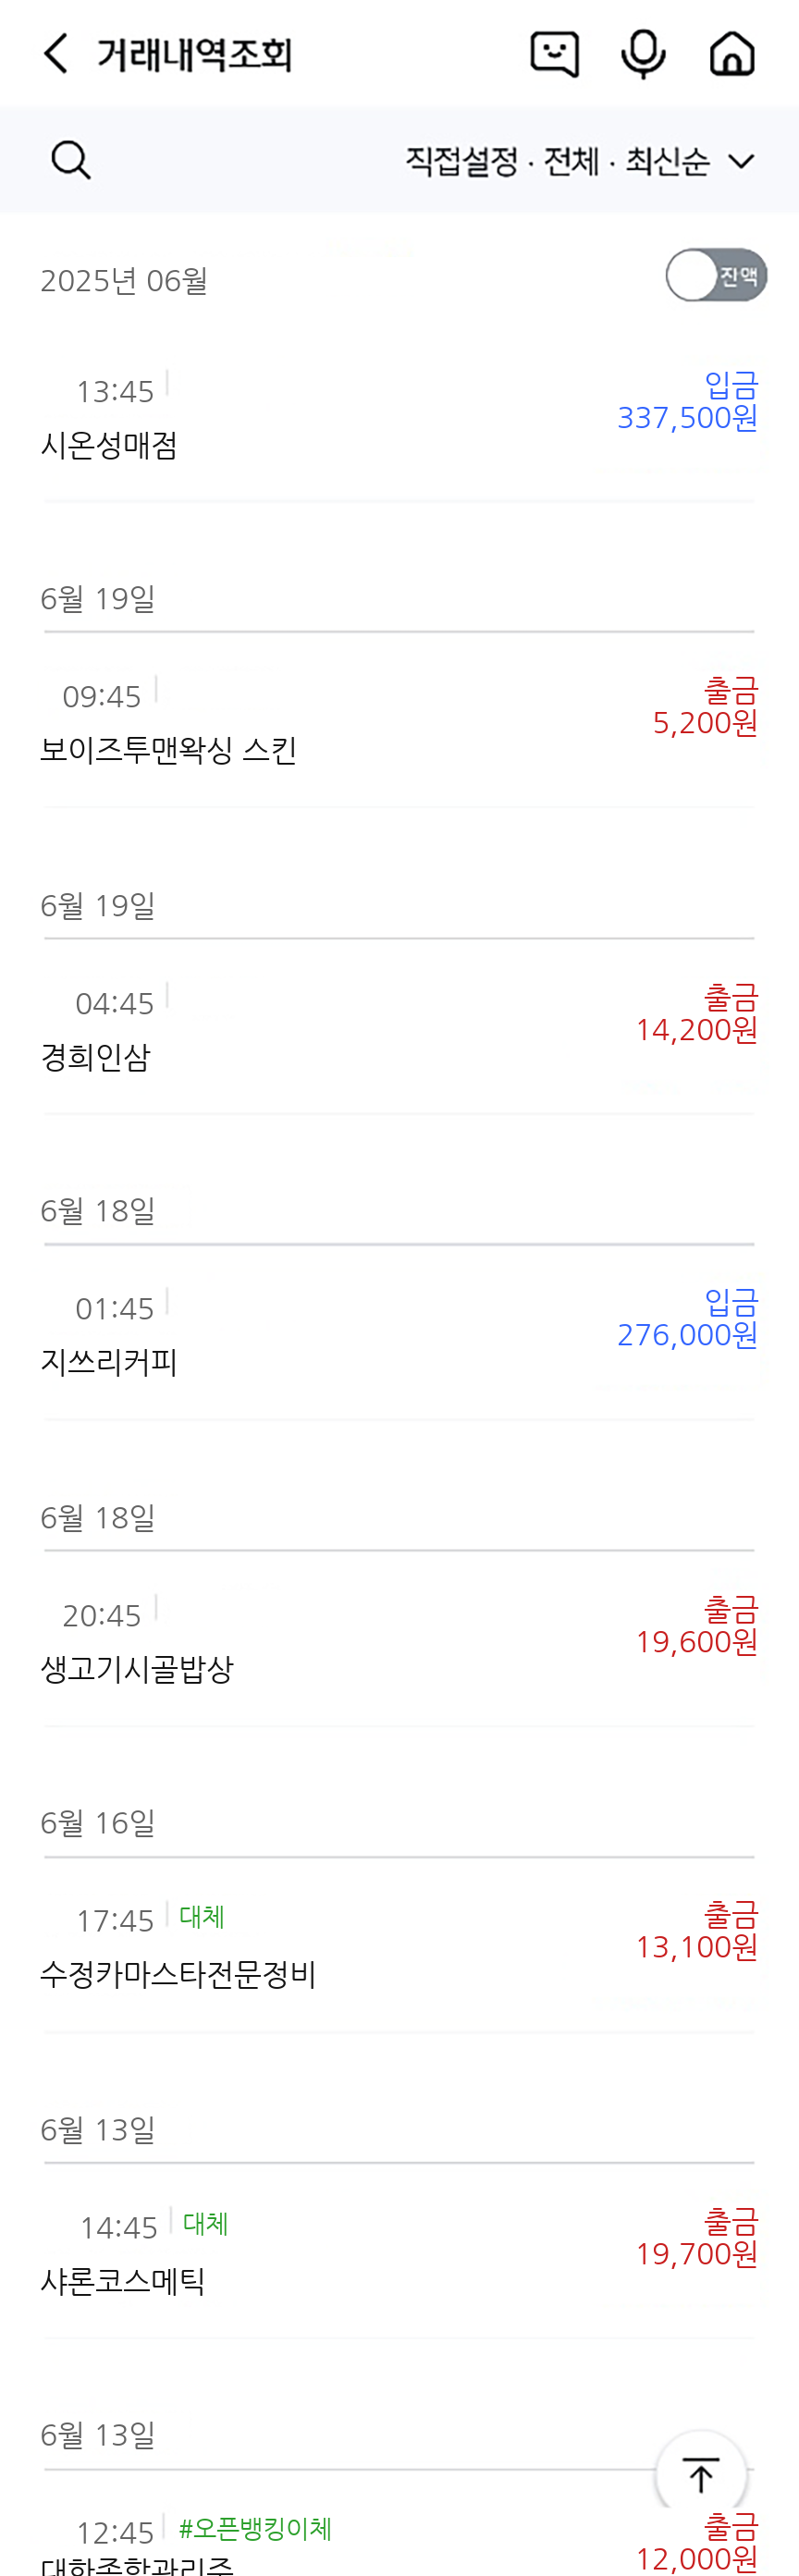 거래내역조회
직접설정 · 전체 · 최신순
2025년 06월
잔액
13:45
입금
337,500원
시온성매점
6월 19일
09:45
출금
5,200원
보이즈투맨왁싱 스킨
6월 19일
04:45
출금
14,200원
경희인삼
6월 18일
01:45
입금
276,000원
지쓰리커피
6월 18일
20:45
출금
19,600원
생고기시골밥상
6월 16일
17:45 대체
출금
13,100원
수정카마스타전문정비
6월 13일
14:45 대체
출금
19,700원
샤론코스메틱
6월 13일
12:45 #오픈뱅킹이체
출금
12,000원